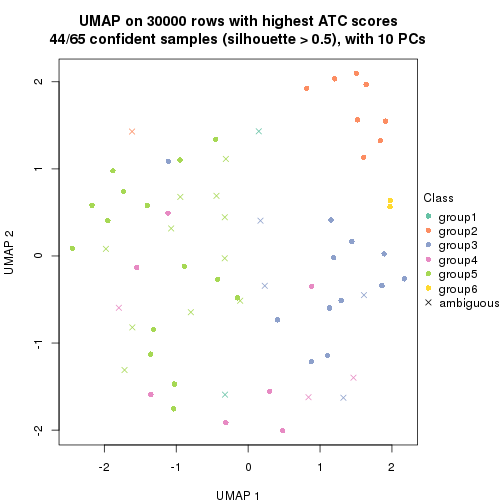 UMAP on 30000 rows with highest ATC scores
44/65 confident samples (silhouette > 0.5), with 10 PCs
UMAP 2
2
1
0
-1
-2
-2
-1
0
1
2
UMAP 1
Class
group1
group2
group3
group4
group5
group6
ambiguous